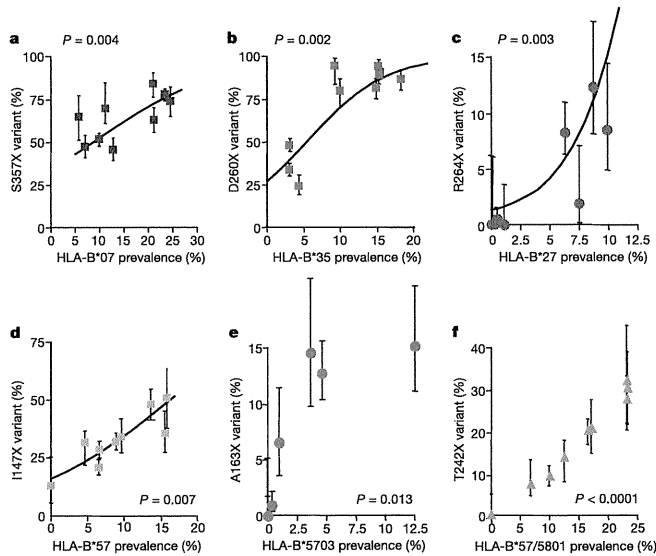 a
P = 0.004
S357X variant (%)
100
75
50
25
0
0 5 10 15 20 25 30
HLA-B*07 prevalence (%)
b
P = 0.002
D260X variant (%)
100
75
50
25
0
0 5 10 15 20
HLA-B*35 prevalence (%)
c
P = 0.003
R264X variant (%)
15
10
5
0
0 2.5 5 7.5 10 12.5
HLA-B*27 prevalence (%)
d
I147X variant (%)
75
50
25
0
P = 0.007
0 5 10 15 20
HLA-B*57 prevalence (%)
e
A163X variant (%)
15
10
5
0
P = 0.013
0 2.5 5 7.5 10 12.5
HLA-B*5703 prevalence (%)
f
T242X variant (%)
40
30
20
10
0
P < 0.0001
0 5 10 15 20 25
HLA-B*57/5801 prevalence (%)